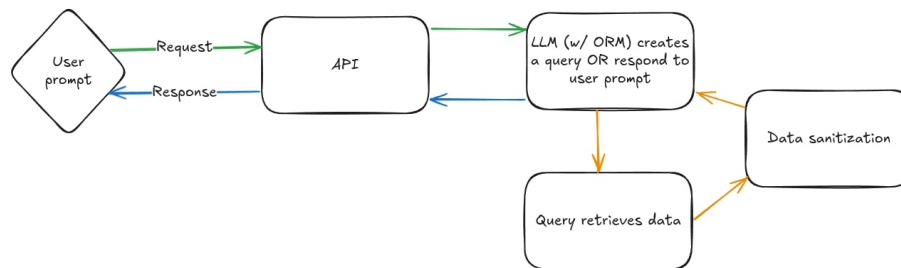 User
prompt
Request
Response
API
LLM (w/ ORM) creates
a query OR respond to
user prompt
Data sanitization
Query retrieves data